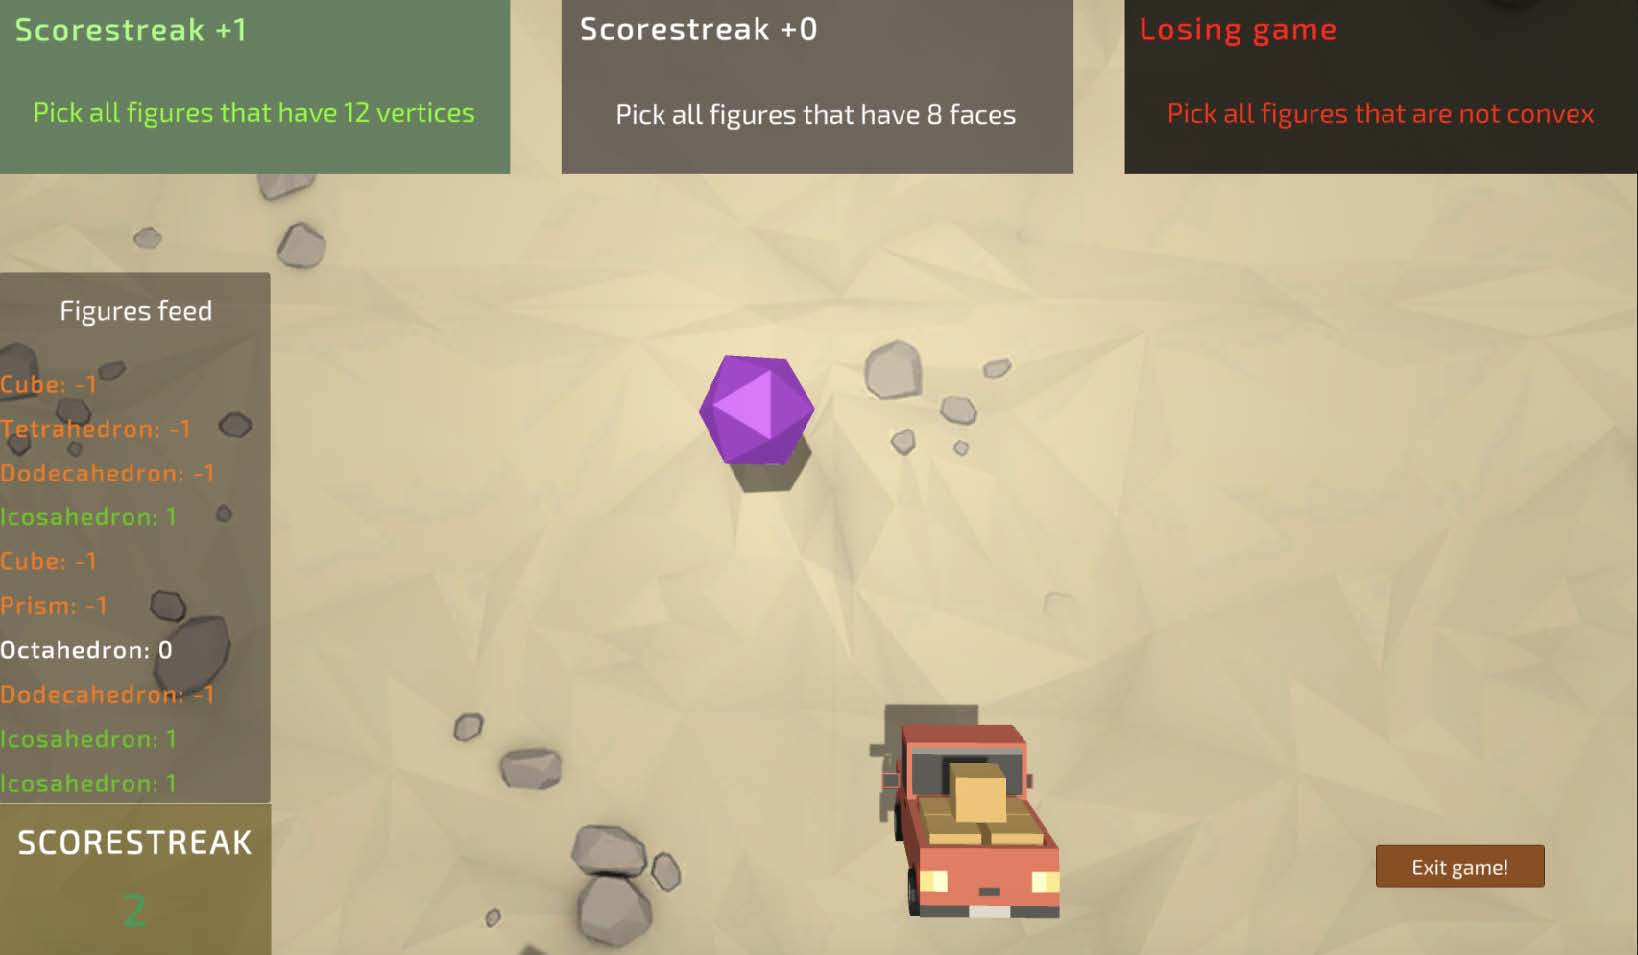 Scorestreak +1
Pick all figures that have 12 vertices
Scorestreak +0
Pick all figures that have 8 faces
Losing game
Pick all figures that are not convex
Figures feed
Cube: -1
Tetrahedron: -1
Dodecahedron: -1
Icosahedron: 1
Cube: -1
Prism: -1
Octahedron: 0
Dodecahedron: -1
Icosahedron: 1
Icosahedron: 1
SCORESTREAK
2
Exit game!